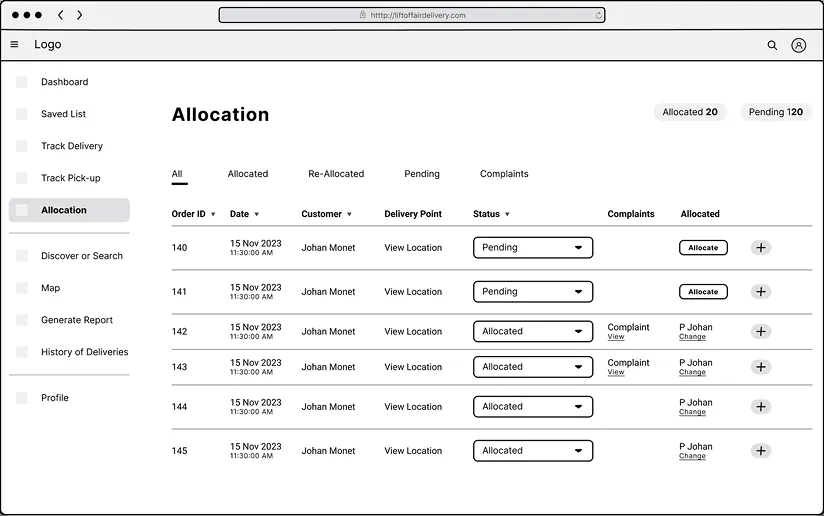 htttp://liftoffairdelivery.com
Logo
Dashboard
Saved List
Track Delivery
Track Pick-up
Allocation
Discover or Search
Map
Generate Report
History of Deliveries
Profile
Allocation
Allocated 20
Pending 120
All Allocated Re-Allocated Pending Complaints
Order ID Date Customer Delivery Point Status Complaints Allocated
140 15 Nov 2023 Johan Monet View Location Pending Allocate
11:30:00 AM
141 15 Nov 2023 Johan Monet View Location Pending Allocate
11:30:00 AM
142 15 Nov 2023 Johan Monet View Location Allocated Complaint P Johan
11:30:00 AM View Change
143 15 Nov 2023 Johan Monet View Location Allocated Complaint P Johan
11:30:00 AM View Change
144 15 Nov 2023 Johan Monet View Location Allocated P Johan
11:30:00 AM Change
145 15 Nov 2023 Johan Monet View Location Allocated P Johan
11:30:00 AM Change